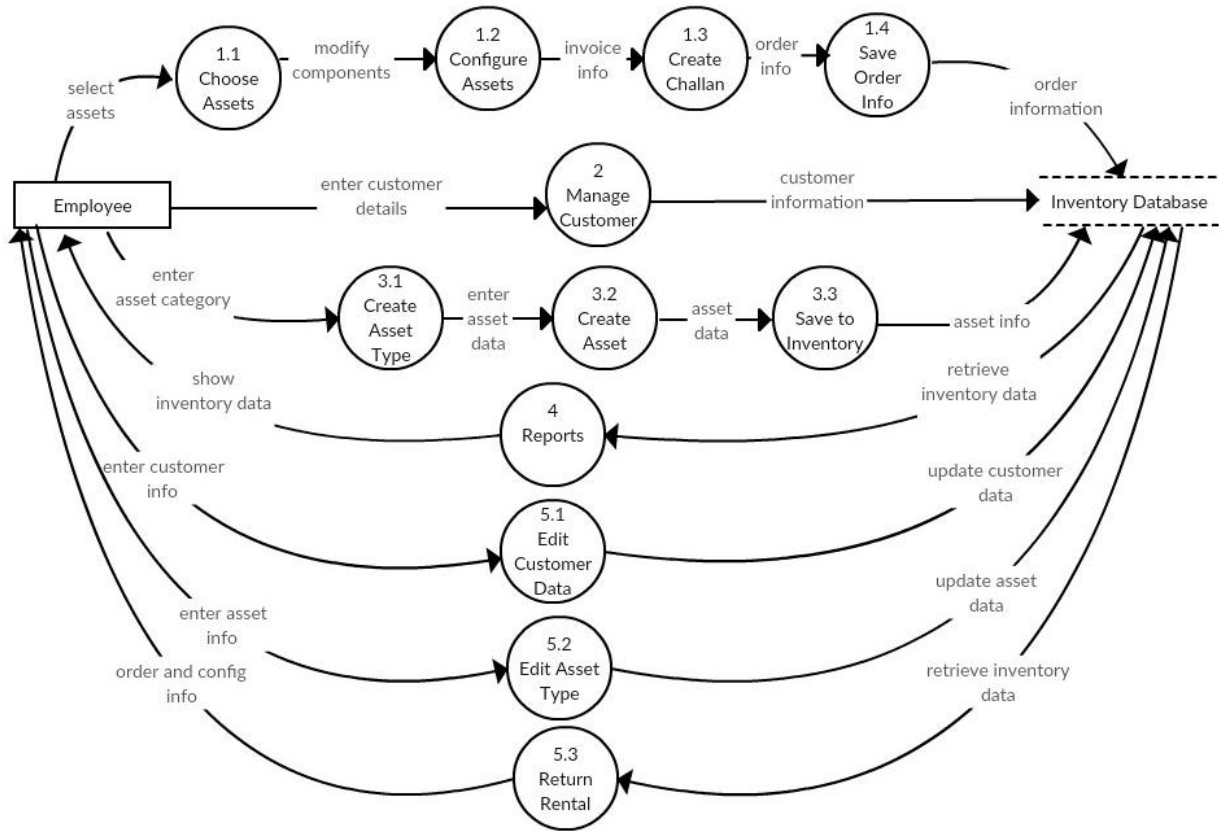 1.1
Choose
Assets
modify
components
1.2
Configure
Assets
invoice
info
1.3
Create
Challan
order
info
1.4
Save
Order
Info
select
assets
order
information
Employee
enter customer
details
2
Manage
Customer
customer
information
Inventory Database
enter
asset category
3.1
Create
Asset
Type
enter
asset
data
3.2
Create
Asset
asset
data
3.3
Save to
Inventory
asset info
show
inventory data
4
Reports
retrieve
inventory data
enter customer
info
5.1
Edit
Customer
Data
update customer
data
enter asset
info
5.2
Edit Asset
Type
update asset
data
order and config
info
5.3
Return
Rental
retrieve inventory
data